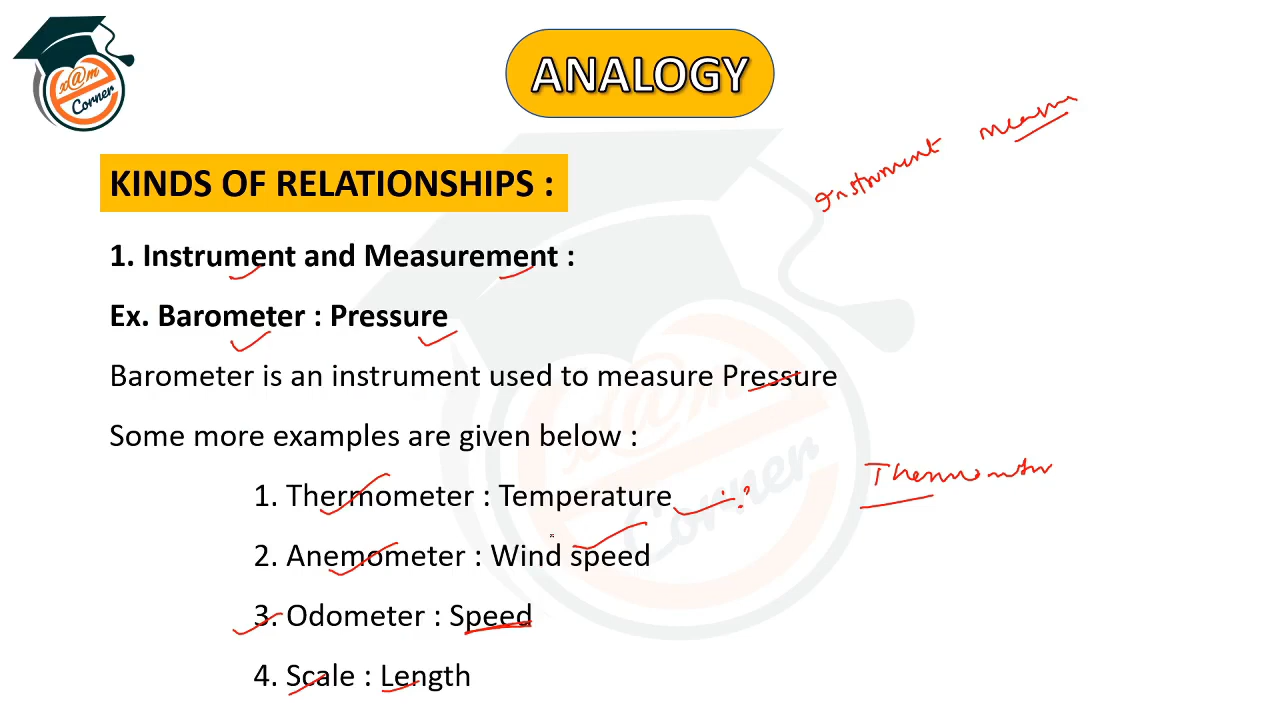 x@m
Corner
ANALOGY
Instrument measu
KINDS OF RELATIONSHIPS :
1. Instrument and Measurement :
Ex. Barometer : Pressure
Barometer is an instrument used to measure Pressure
Some more examples are given below :
1. Thermometer : Temperature : ?
Thermometer
2. Anemometer : Wind speed
3. Odometer : Speed
4. Scale : Length
x@m
Corner